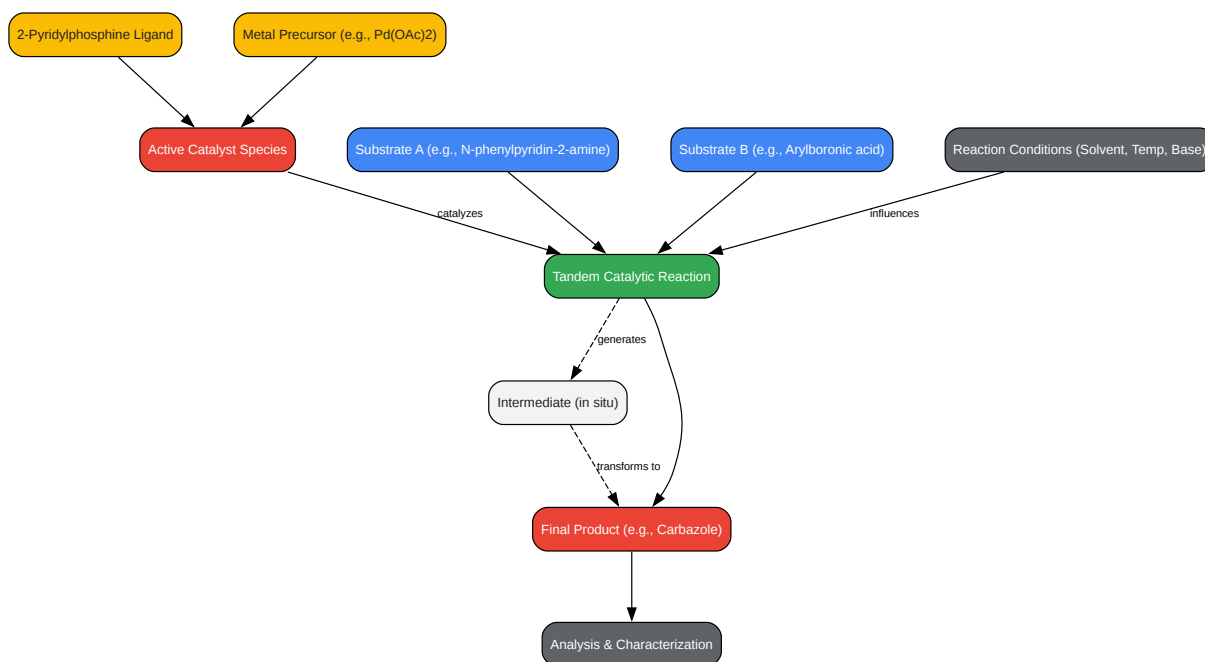 2-Pyridylphosphine Ligand
Metal Precursor (e.g., Pd(OAc)2)
Active Catalyst Species
Substrate A (e.g., N-phenylpyridin-2-amine)
Substrate B (e.g., Arylboronic acid)
Reaction Conditions (Solvent, Temp, Base)
catalyzes
influences
Tandem Catalytic Reaction
generates
Intermediate (in situ)
transforms to
Final Product (e.g., Carbazole)
Analysis & Characterization